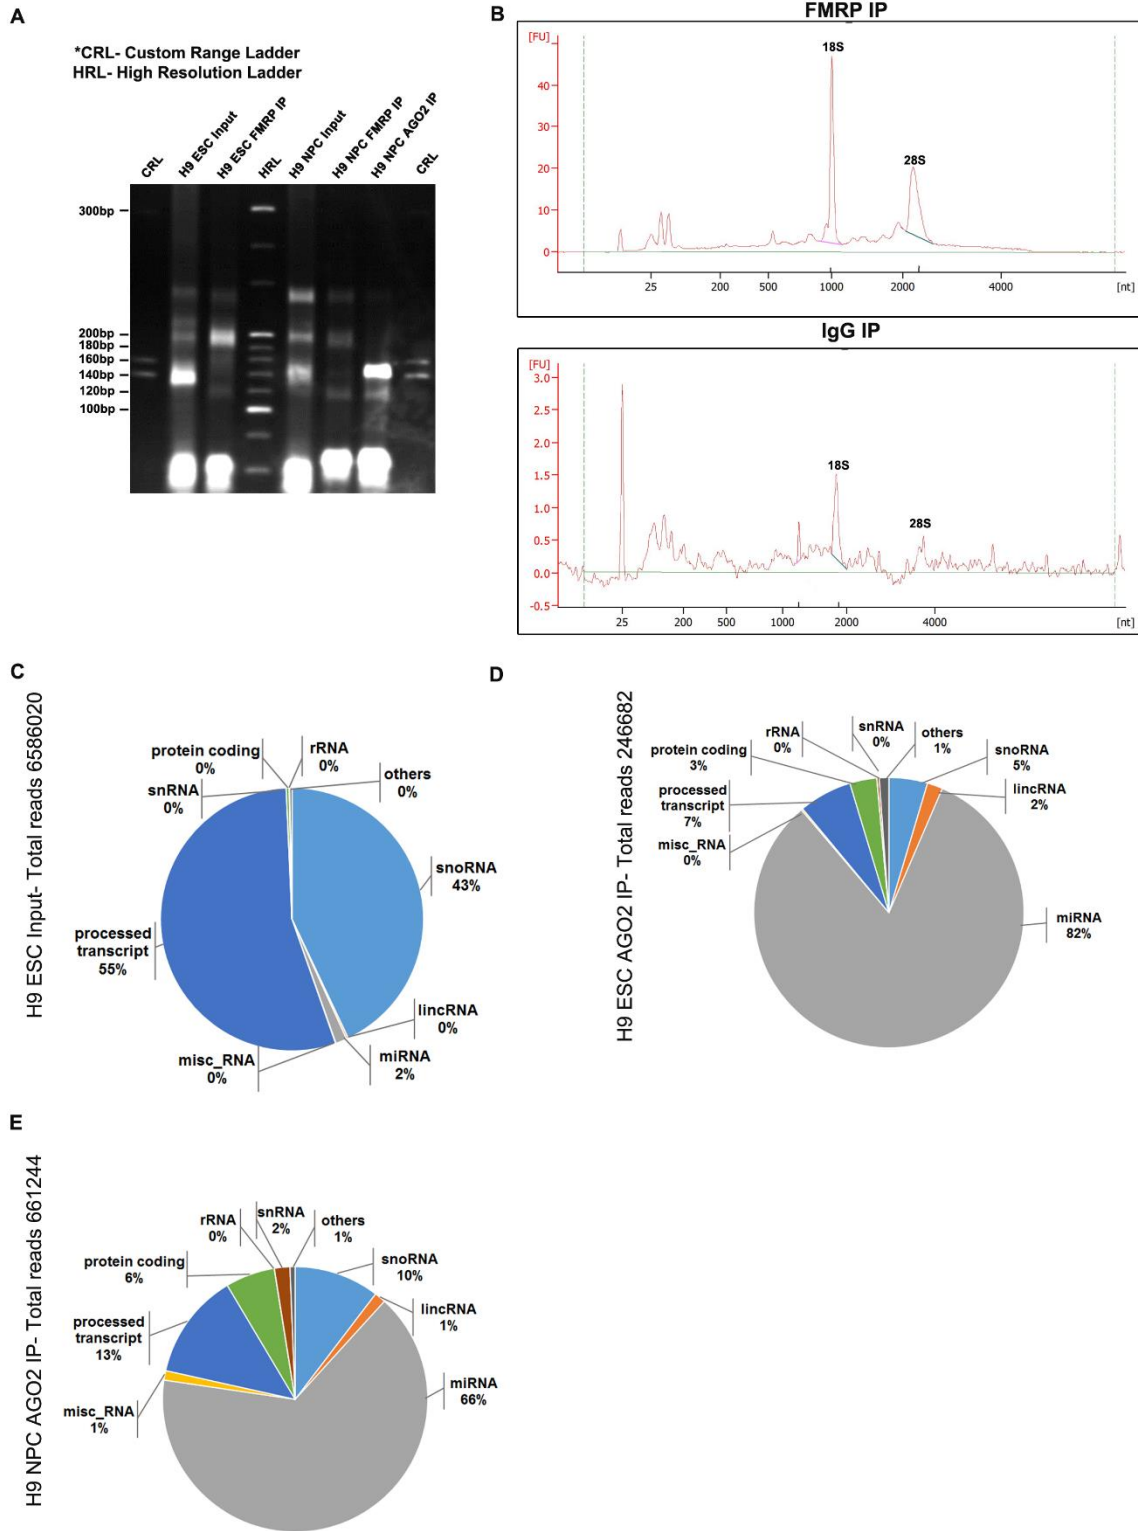 A
*CRL- Custom Range Ladder
HRL- High Resolution Ladder
CRL
H9 ESC Input
H9 ESC FMRP IP
HRL
H9 NPC Input
H9 NPC FMRP IP
H9 NPC AGO2 IP
CRL
300bp
200bp
180bp
160bp
140bp
120bp
100bp
B
FMRP IP
[FU]
40
30
20
10
0
18S
28S
25
200
500
1000
2000
4000
[nt]
IgG IP
[FU]
3.0
2.5
2.0
1.5
1.0
0.5
0.0
-0.5
18S
28S
25
200
500
1000
2000
4000
[nt]
C
H9 ESC Input- Total reads 6586020
protein coding
0%
rRNA
0%
snRNA
0%
others
0%
snoRNA
43%
processed
transcript
55%
lincRNA
0%
misc_RNA
0%
miRNA
2%
D
H9 ESC AGO2 IP- Total reads 246682
snRNA
0%
rRNA
0%
others
1%
protein coding
3%
snoRNA
5%
processed
transcript
7%
lincRNA
2%
misc_RNA
0%
miRNA
82%
E
H9 NPC AGO2 IP- Total reads 661244
rRNA
0%
snRNA
2%
others
1%
protein coding
6%
snoRNA
10%
processed
transcript
13%
lincRNA
1%
miRNA
66%
misc_RNA
1%